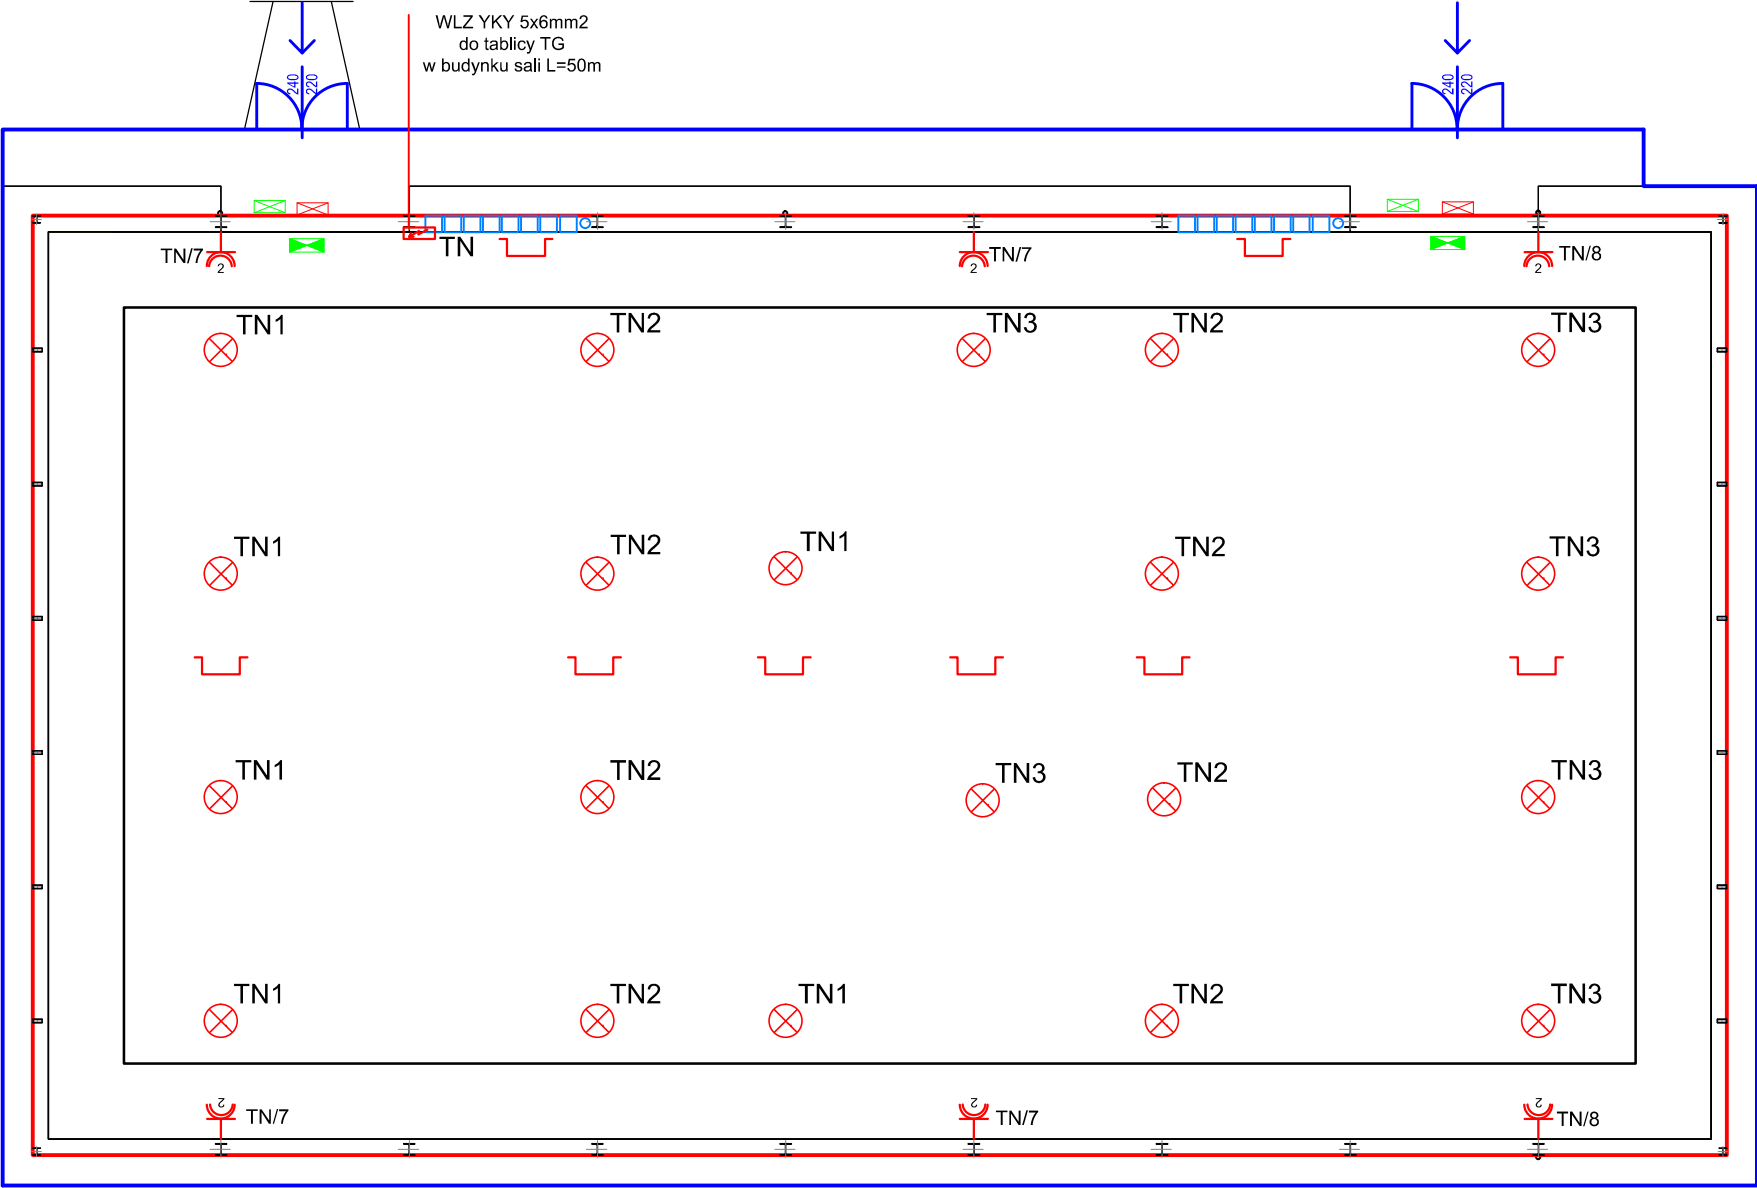 WLZ YKY 5x6mm2
do tablicy TG
w budynku sali L=50m
240
220
240
220
TN/7
2
TN
2
TN/7
2
TN/8
TN1
TN2
TN3
TN2
TN3
TN1
TN2
TN1
TN2
TN3
TN1
TN2
TN3
TN2
TN3
TN1
TN2
TN1
TN2
TN3
2
TN/7
2
TN/7
2
TN/8